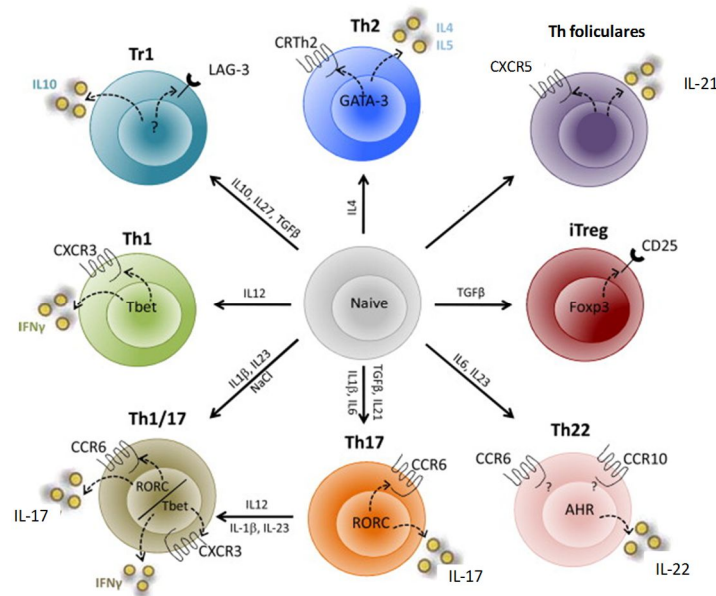 Tr1
LAG-3
IL10
?
Th2
CRTh2
IL4
IL5
GATA-3
Th foliculares
CXCR5
IL-21
IL10, IL27, TGFβ
IL4
Th1
CXCR3
Tbet
IFNγ
IL12
Naive
TGFβ
iTreg
CD25
Foxp3
IL1β, IL23
NaCl
TGFβ, IL21
IL1β, IL6
IL6, IL23
Th1/17
CCR6
RORC
Tbet
IL-17
CXCR3
IFNγ
IL12
IL-1β, IL-23
Th17
CCR6
RORC
IL-17
Th22
CCR6
CCR10
?
?
AHR
IL-22